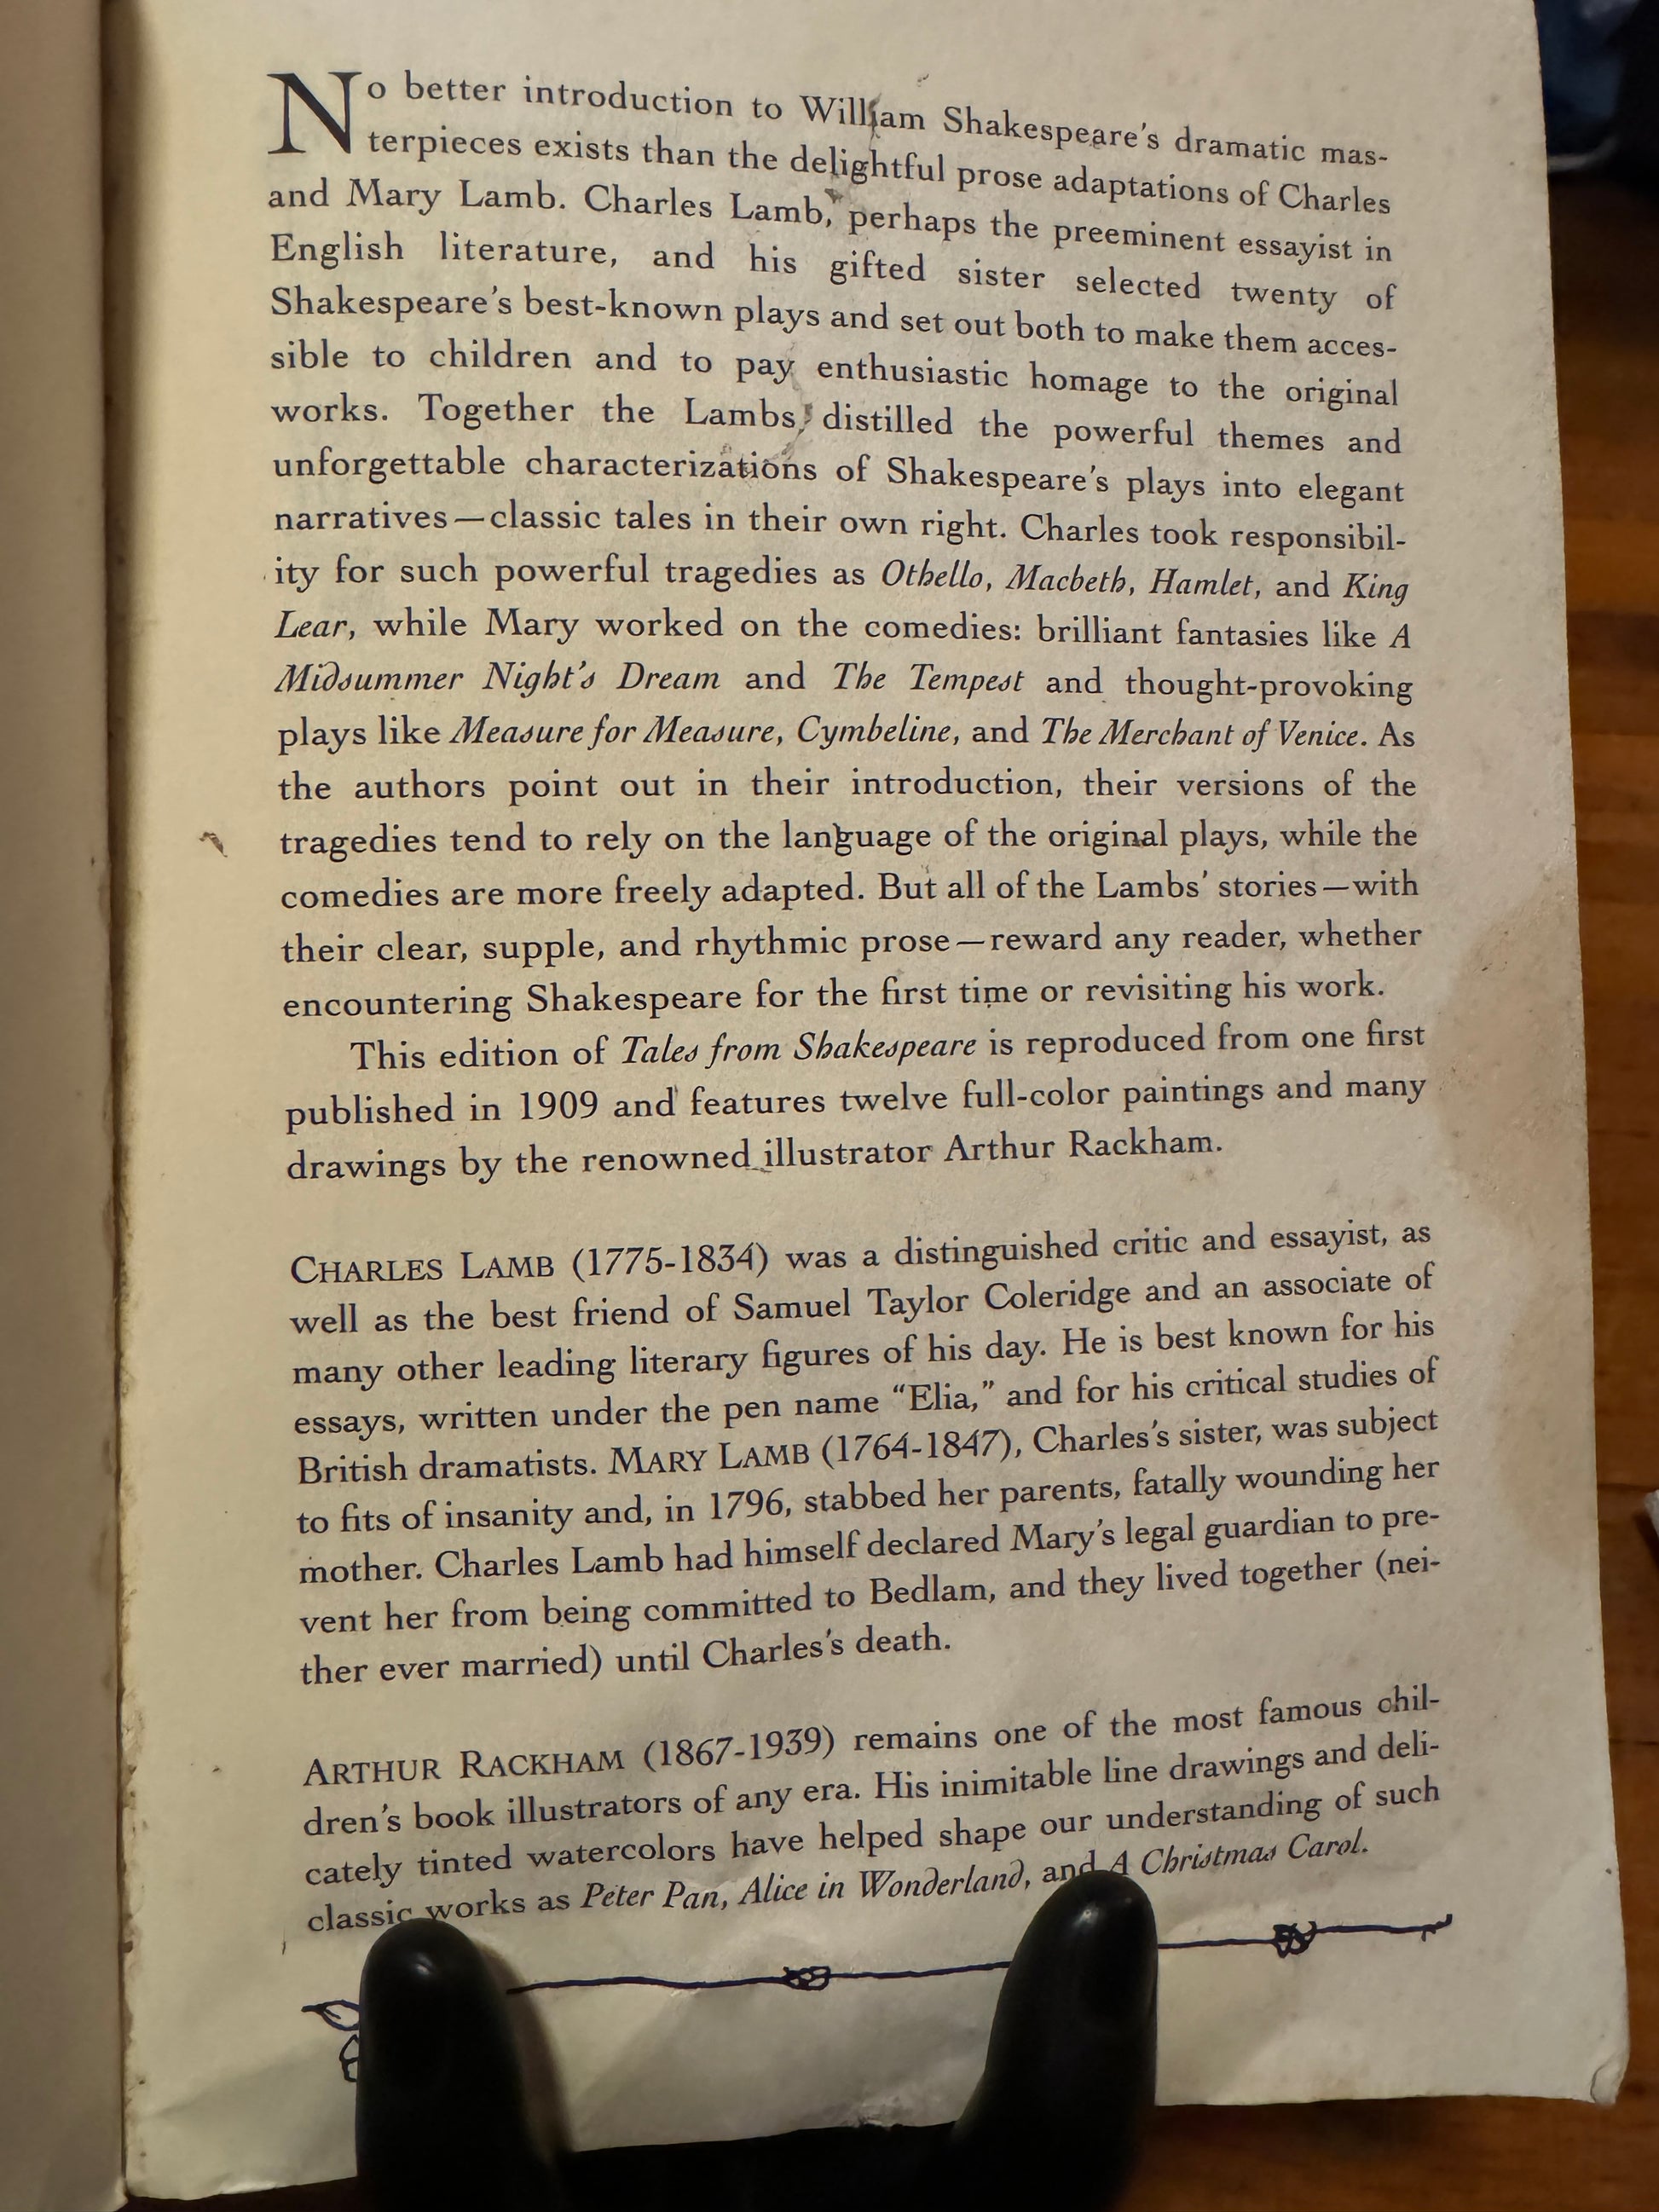 No better introduction to William Shakespeare's dramatic mas-
terpieces exists than the delightful prose adaptations of Charles
and Mary Lamb. Charles Lamb, perhaps the preeminent essayist in
English literature, and his gifted sister selected twenty of
Shakespeare's best-known plays and set out both to make them acces-
sible to children and to pay enthusiastic homage to the original
works. Together the Lambs distilled the powerful themes and
unforgettable characterizations of Shakespeare's plays into elegant
narratives—classic tales in their own right. Charles took responsibil-
ity for such powerful tragedies as Othello, Macbeth, Hamlet, and King
Lear, while Mary worked on the comedies: brilliant fantasies like A
Midsummer Night's Dream and The Tempest and thought-provoking
plays like Measure for Measure, Cymbeline, and The Merchant of Venice. As
the authors point out in their introduction, their versions of the
tragedies tend to rely on the language of the original plays, while the
comedies are more freely adapted. But all of the Lambs' stories—with
their clear, supple, and rhythmic prose—reward any reader, whether
encountering Shakespeare for the first time or revisiting his work.
This edition of Tales from Shakespeare is reproduced from one first
published in 1909 and features twelve full-color paintings and many
drawings by the renowned illustrator Arthur Rackham.
CHARLES LAMB (1775-1834) was a distinguished critic and essayist, as
well as the best friend of Samuel Taylor Coleridge and an associate of
many other leading literary figures of his day. He is best known for his
essays, written under the pen name “Elia,” and for his critical studies of
British dramatists. MARY LAMB (1764-1847), Charles's sister, was subject
to fits of insanity and, in 1796, stabbed her parents, fatally wounding her
mother. Charles Lamb had himself declared Mary's legal guardian to pre-
vent her from being committed to Bedlam, and they lived together (nei-
ther ever married) until Charles's death.
ARTHUR RACKHAM (1867-1939) remains one of the most famous chil-
dren's book illustrators of any era. His inimitable line drawings and deli-
cately tinted watercolors have helped shape our understanding of such
classic works as Peter Pan, Alice in Wonderland, and A Christmas Carol.